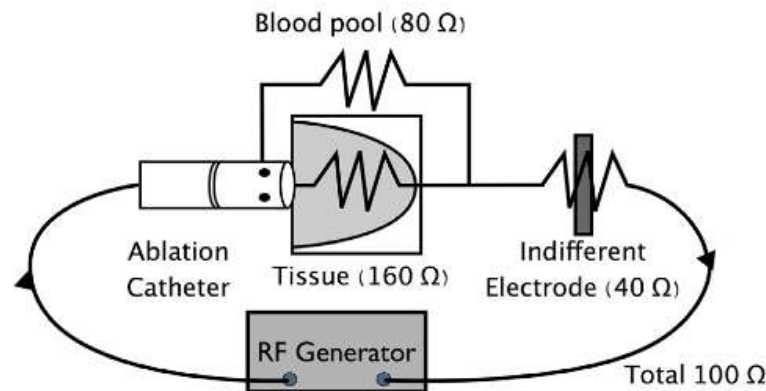 Blood pool (80 Ω)
Ablation
Catheter
Tissue (160 Ω)
Indifferent
Electrode (40 Ω)
RF Generator
Total 100 Ω